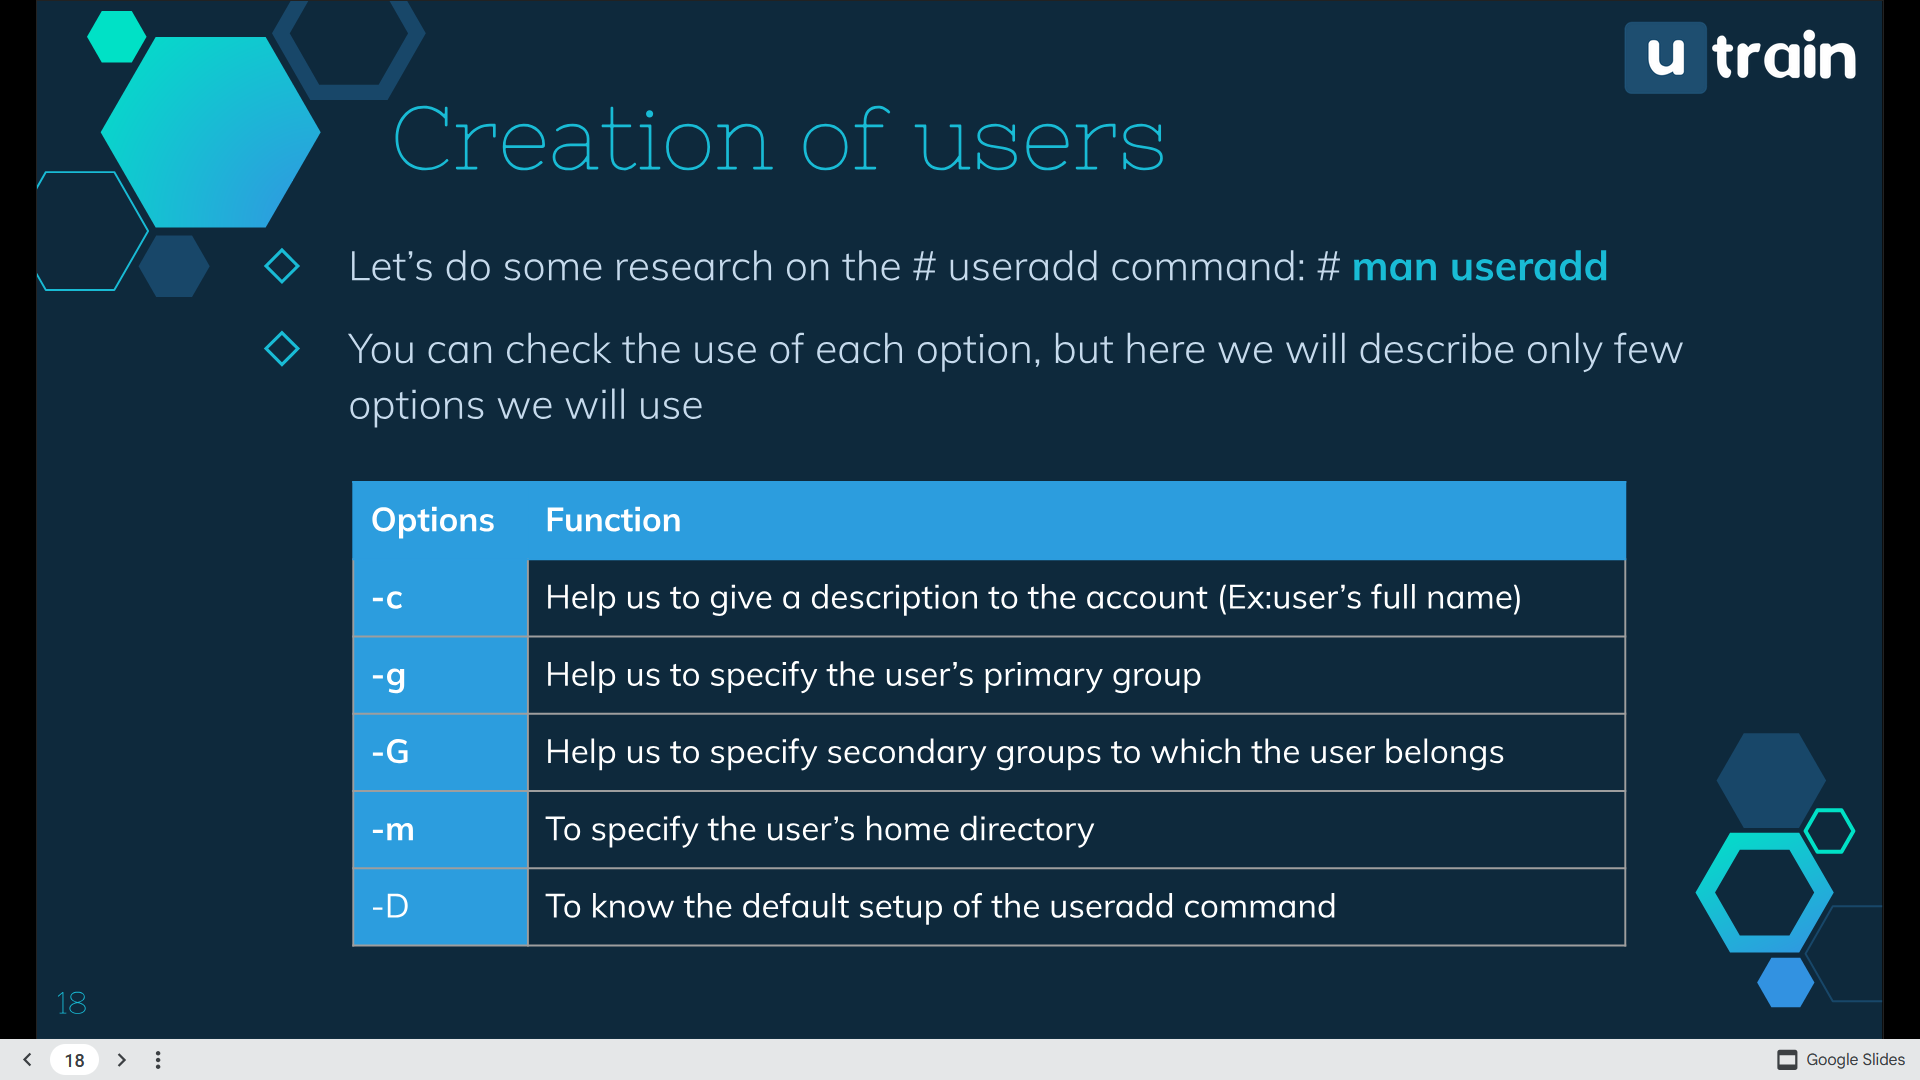 u train
Creation of users
Let’s do some research on the # useradd command: # man useradd
You can check the use of each option, but here we will describe only few
options we will use
Options Function
-c Help us to give a description to the account (Ex:user’s full name)
-g Help us to specify the user’s primary group
-G Help us to specify secondary groups to which the user belongs
-m To specify the user’s home directory
-D To know the default setup of the useradd command
18
18 Google Slides